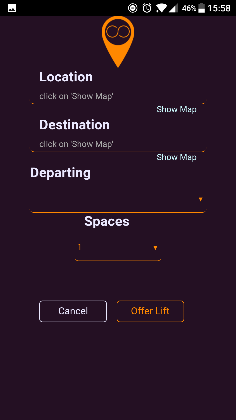 46% 15:58
Location
click on 'Show Map'
Show Map
Destination
click on 'Show Map'
Show Map
Departing
Spaces
1
Cancel Offer Lift